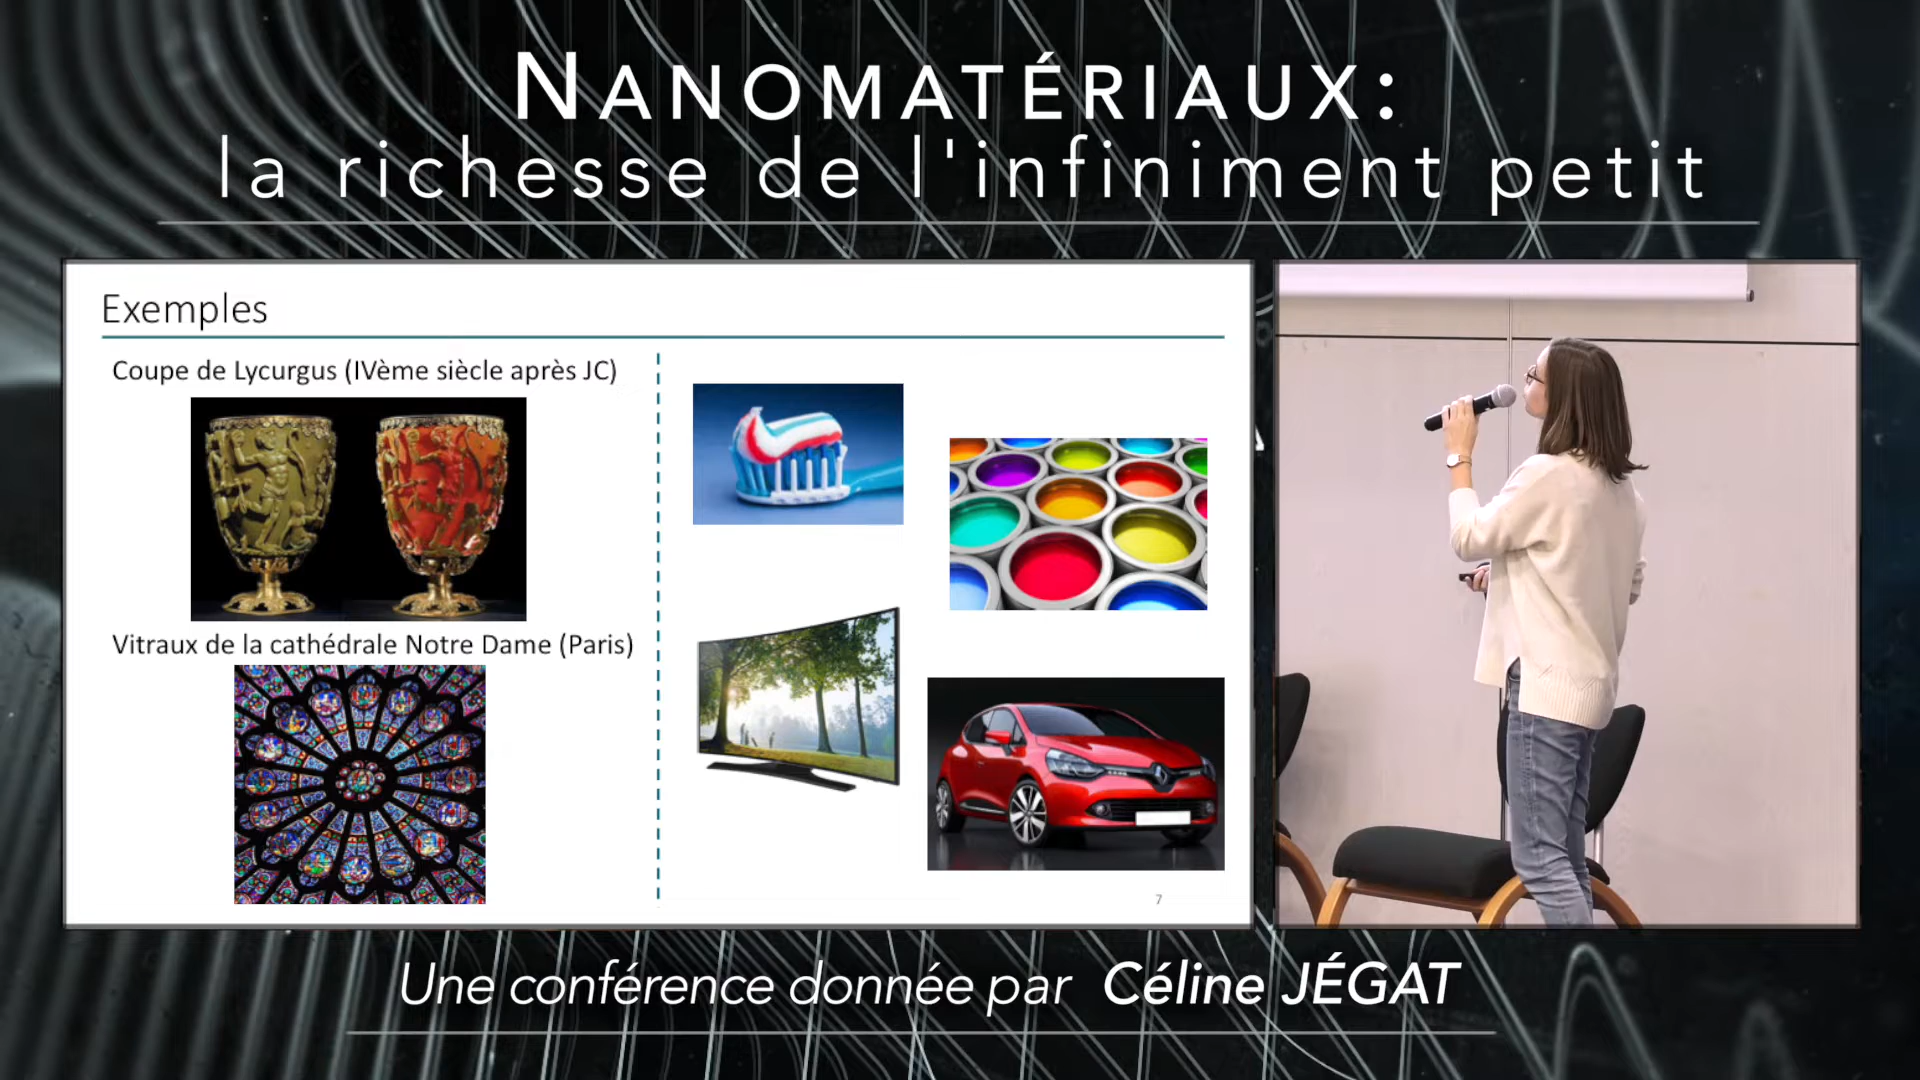 NANOMATÉRIAUX:
la richesse de l'infiniment petit
Exemples
Coupe de Lycurgus (IVème siècle après JC)
Vitraux de la cathédrale Notre Dame (Paris)
7
Une conférence donnée par Céline JÉGAT